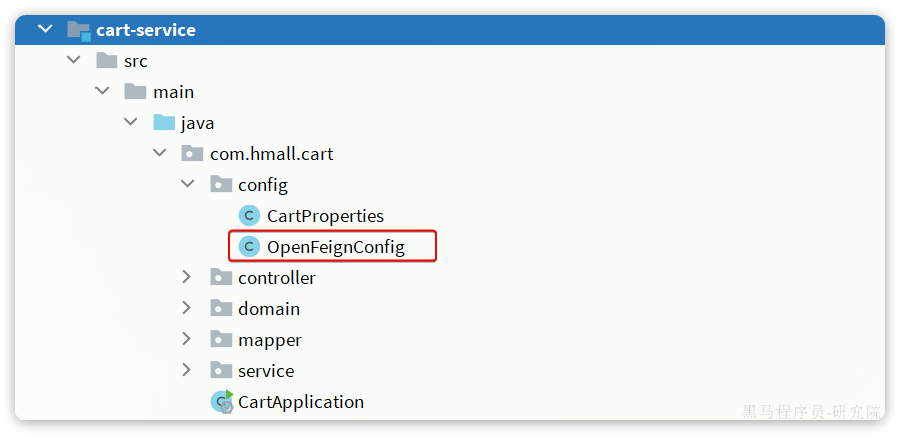 cart-service
src
main
java
com.hmall.cart
config
CartProperties
OpenFeignConfig
controller
domain
mapper
service
CartApplication
黑马程序员-研究院